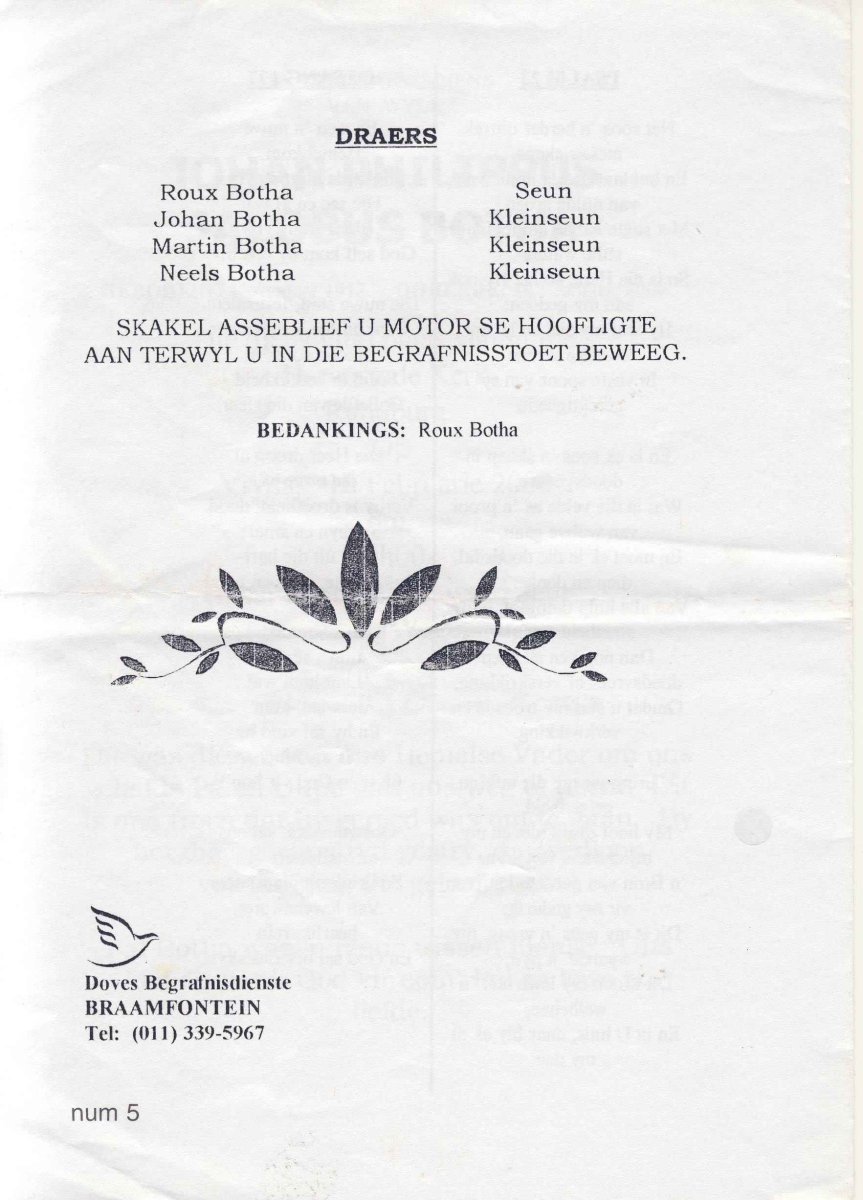 DRAERS
Roux Botha Seun
Johan Botha Kleinseun
Martin Botha Kleinseun
Neels Botha Kleinseun
SKAKEL ASSEBLIEF U MOTOR SE HOOFLIGTE
AAN TERWYL U IN DIE BEGRAFNISSTOET BEWEEG.
BEDANKINGS: Roux Botha
Doves Begrafnisdienste
BRAAMFONTEIN
Tel: (011) 339-5967
num 5